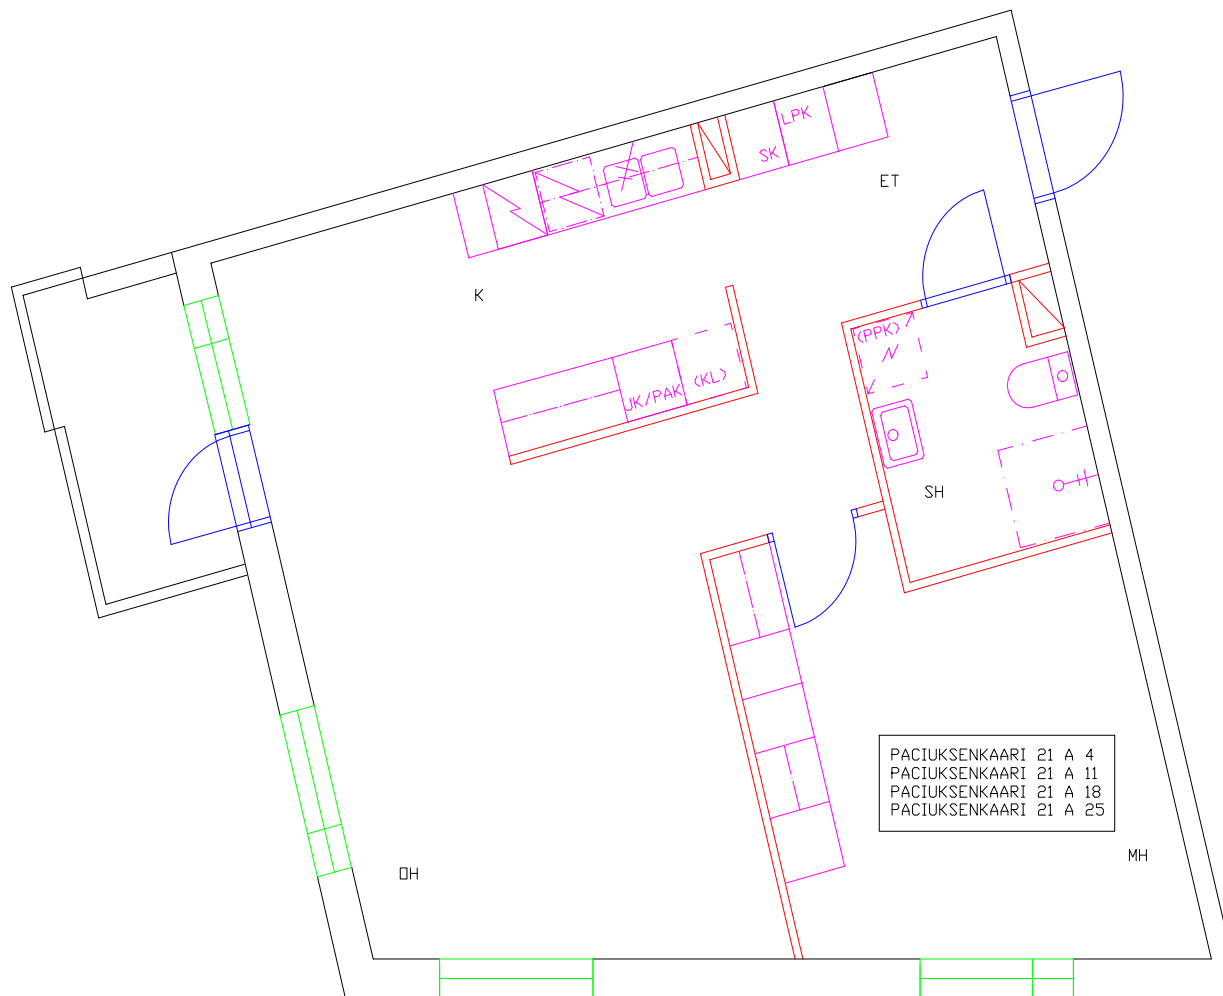 LPK
SK
ET
K
(PPK)
JK/PAK
(KL)
SH
PACIUKSENKAARI 21 A 4
PACIUKSENKAARI 21 A 11
PACIUKSENKAARI 21 A 18
PACIUKSENKAARI 21 A 25
MH
OH